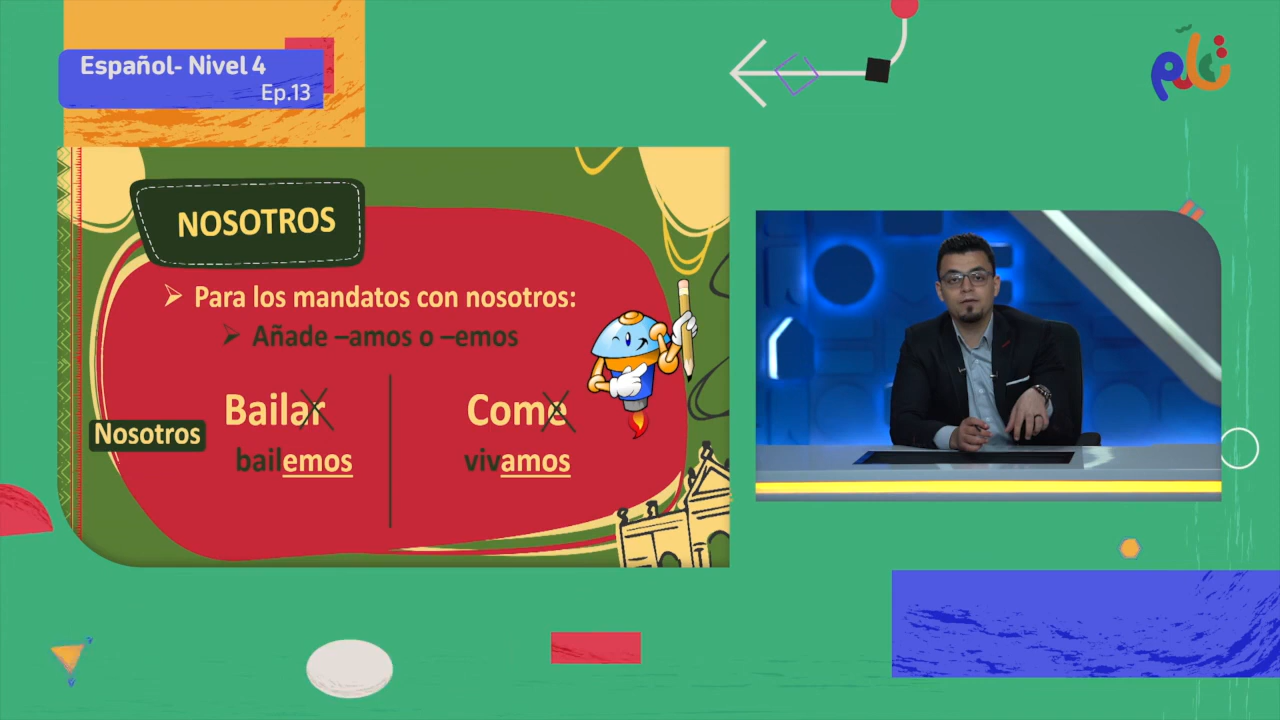 Español- Nivel 4
Ep.13
NOSOTROS
Para los mandatos con nosotros:
Añade –amos o –emos
Bailar
Come
Nosotros
bailemos
vivamos